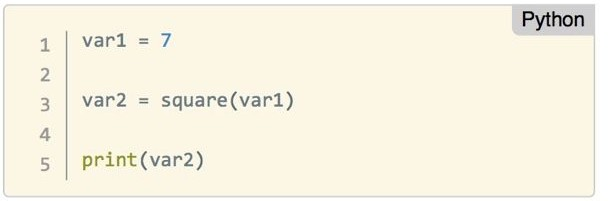 Python
1 var1 = 7
2
3 var2 = square(var1)
4
5 print(var2)